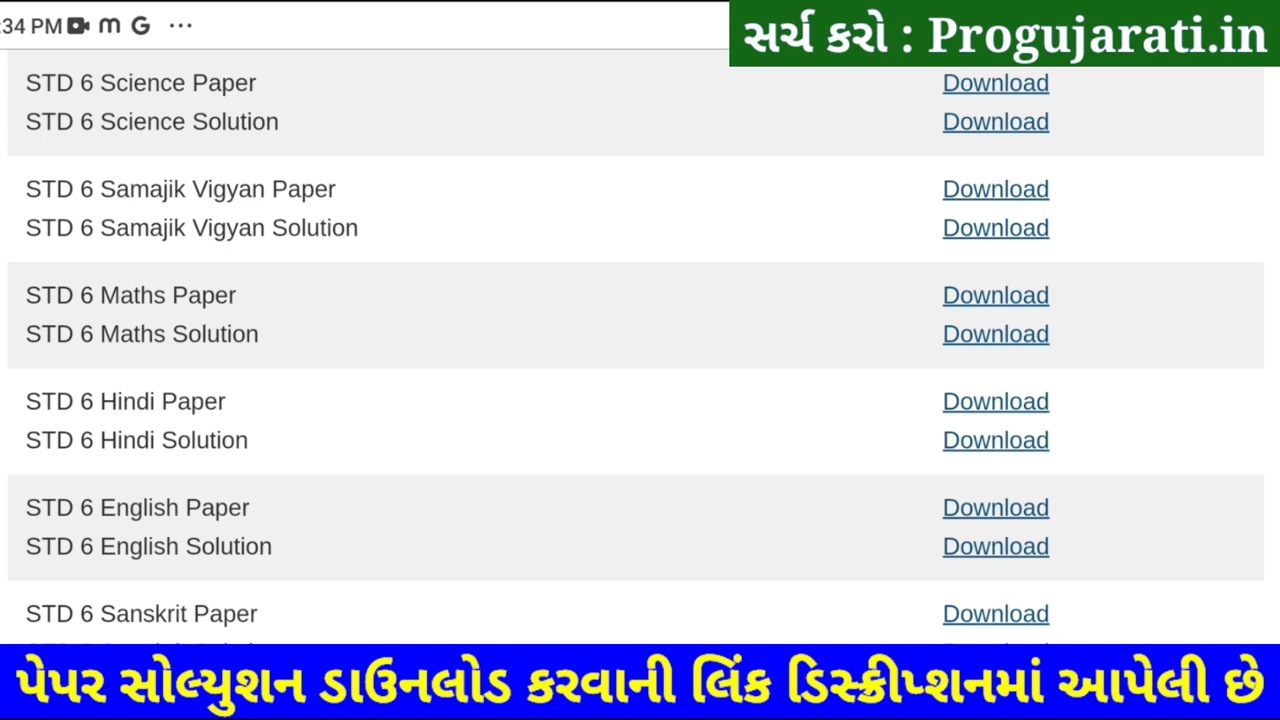 :34 PM m G ...
સર્ચ કરો : Progujarati.in
STD 6 Science Paper Download
STD 6 Science Solution Download
STD 6 Samajik Vigyan Paper Download
STD 6 Samajik Vigyan Solution Download
STD 6 Maths Paper Download
STD 6 Maths Solution Download
STD 6 Hindi Paper Download
STD 6 Hindi Solution Download
STD 6 English Paper Download
STD 6 English Solution Download
STD 6 Sanskrit Paper Download
પેપર સોલ્યુશન ડાઉનલોડ કરવાની લિંક ડિસ્ક્રીપ્શનમાં આપેલી છે